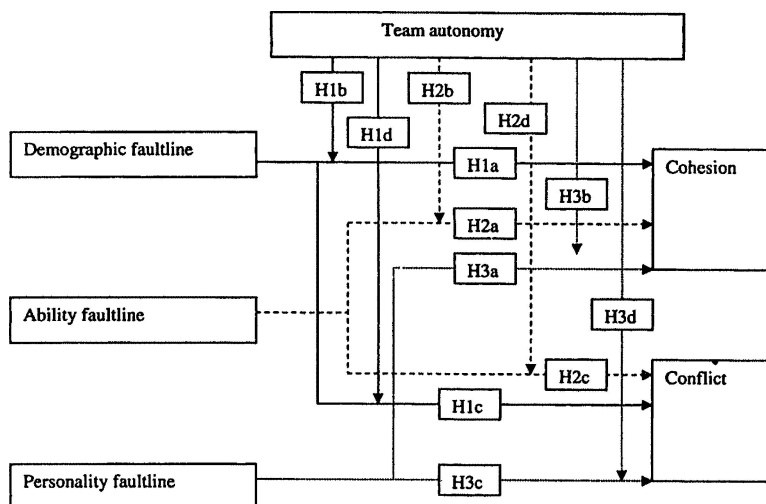 Team autonomy
H1b
H2b
H1d
H2d
Demographic faultline
H1a
Cohesion
H3b
H2a
H3a
Ability faultline
H3d
H2c
Conflict
H1c
Personality faultline
H3c